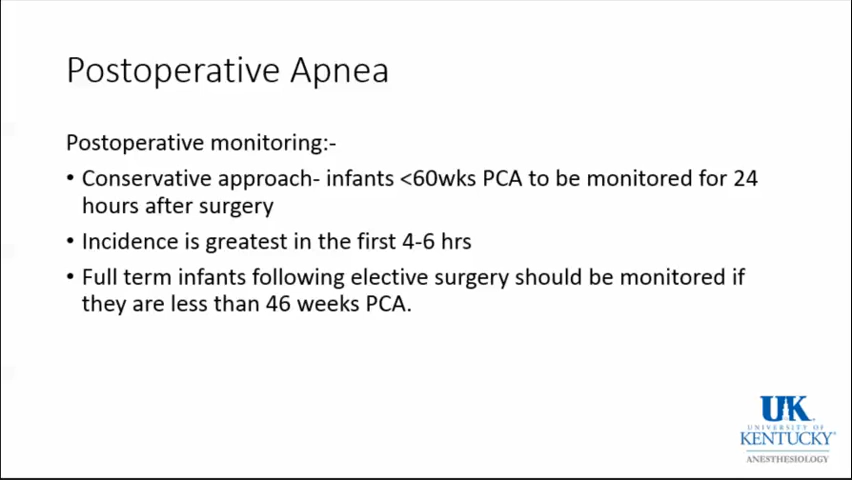 Postoperative Apnea
Postoperative monitoring:-
• Conservative approach- infants <60wks PCA to be monitored for 24
hours after surgery
• Incidence is greatest in the first 4-6 hrs
• Full term infants following elective surgery should be monitored if
they are less than 46 weeks PCA.
UK
UNIVERSITY OF
KENTUCKY
ANESTHESIOLOGY